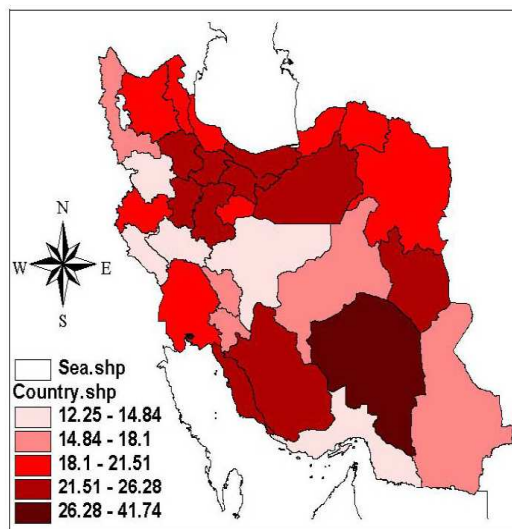 N
W E
S
Sea.shp
Country.shp
12.25 - 14.84
14.84 - 18.1
18.1 - 21.51
21.51 - 26.28
26.28 - 41.74